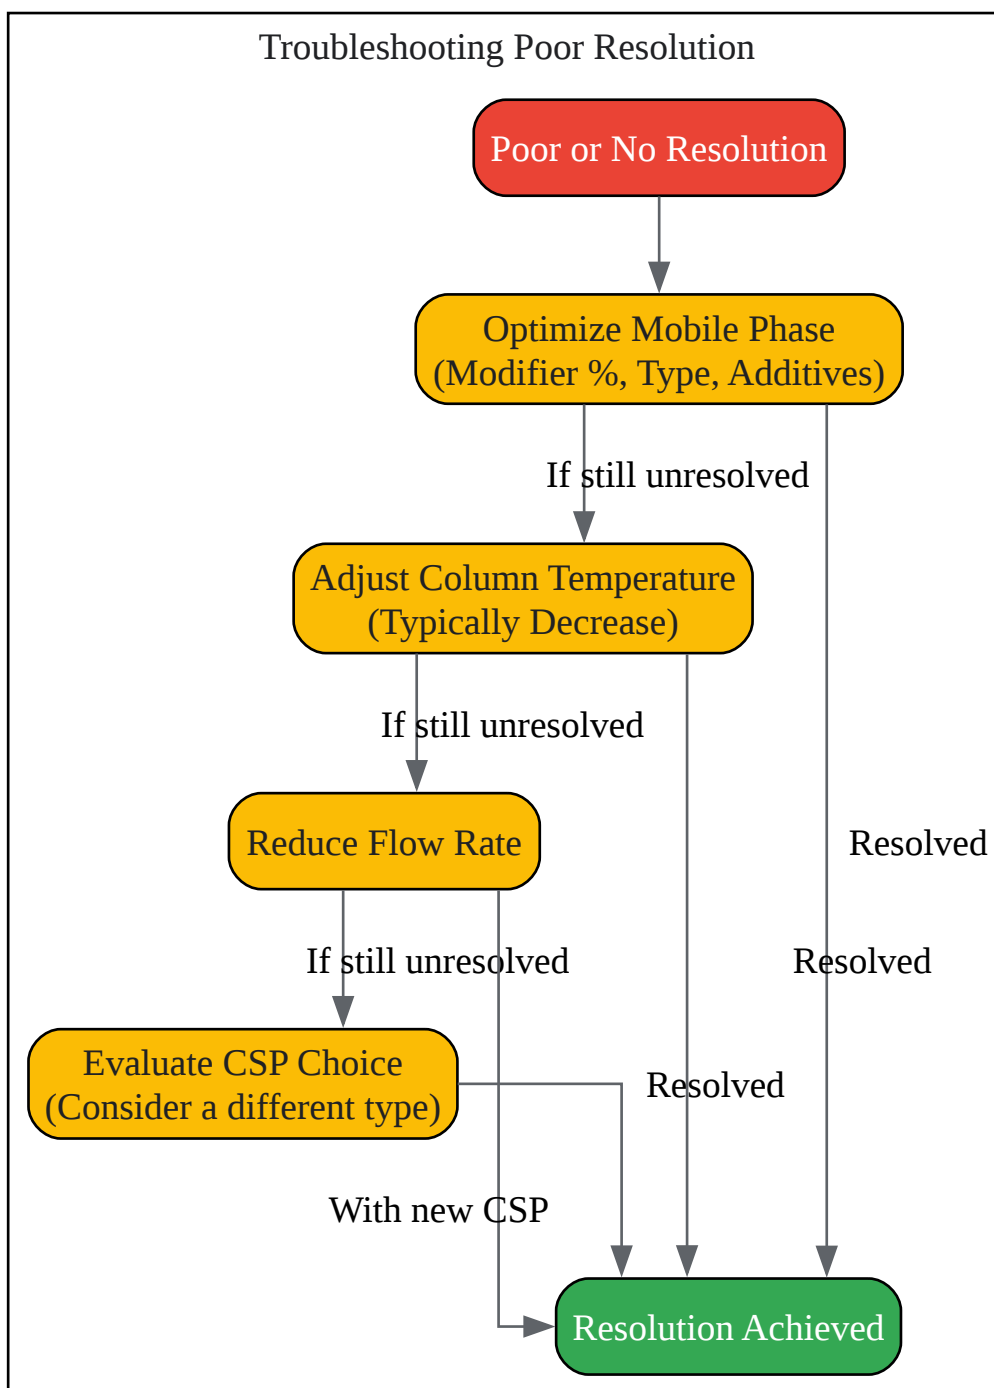 Troubleshooting Poor Resolution
Poor or No Resolution
Optimize Mobile Phase
(Modifier %, Type, Additives)
If still unresolved
Adjust Column Temperature
(Typically Decrease)
If still unresolved
Reduce Flow Rate
Resolved
If still unresolved
Resolved
Evaluate CSP Choice
(Consider a different type)
Resolved
With new CSP
Resolution Achieved